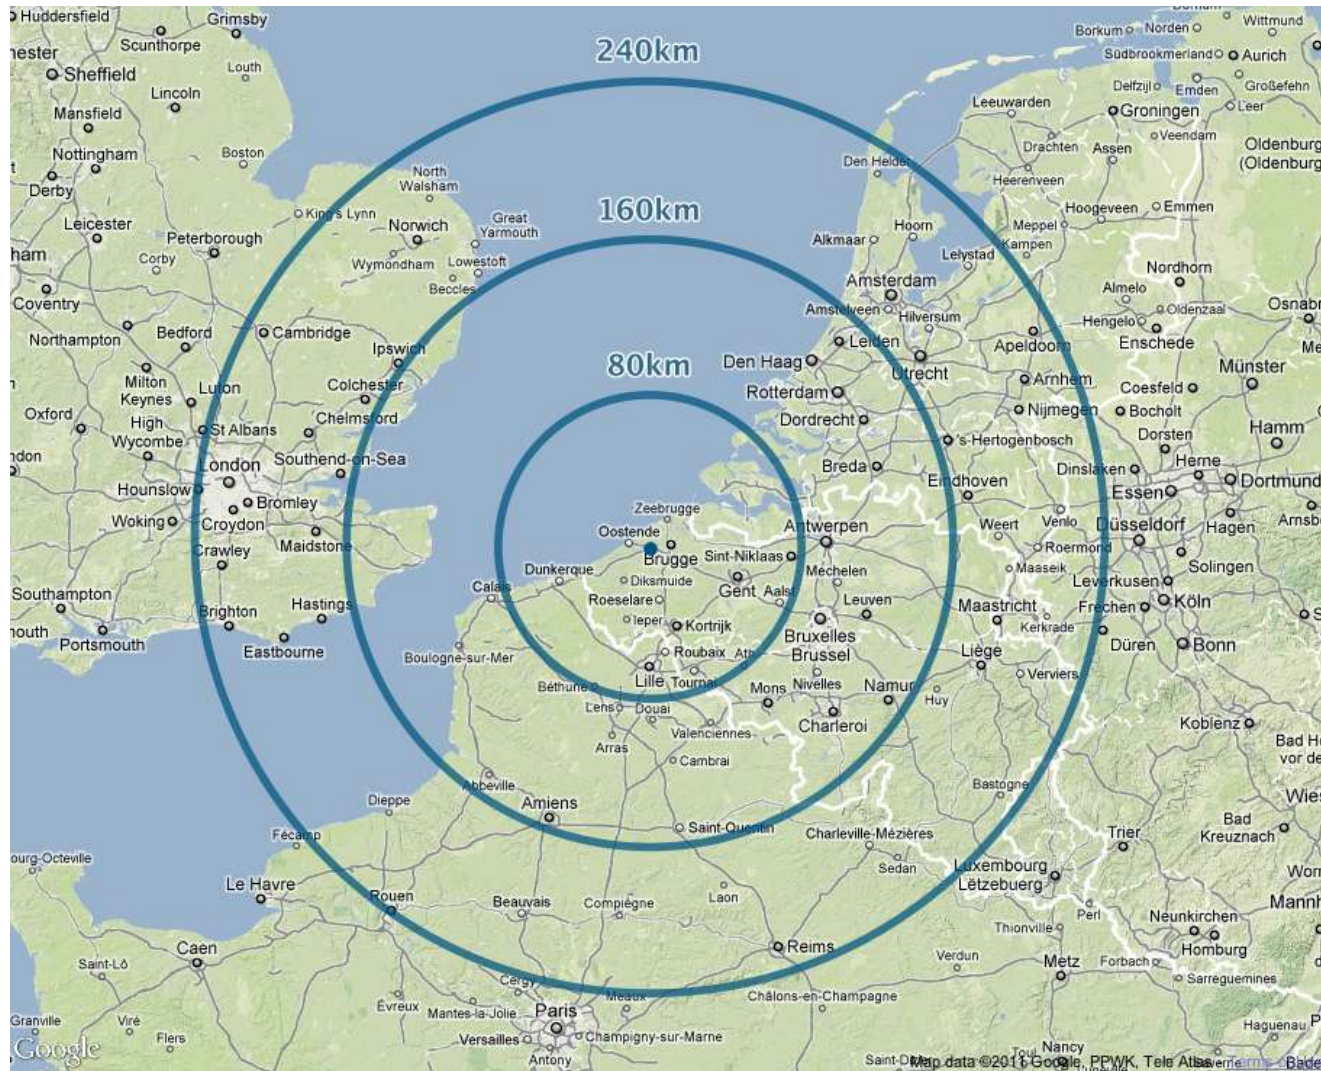 Huddersfield
Grimsby
Scunthorpe
Borkum
Norden
Wittmund
240km
Südbrookmerland
Aurich
Sheffield
Louth
Lincoln
Delfzijl
Emden
Großefehn
Mansfield
Leeuwarden
Groningen
Leer
Nottingham
Boston
Drachten
Assen
Veendam
Oldenburg
(Oldenburg
Derby
North
Walsham
Den Helder
Heerenveen
160km
Leicester
King's Lynn
Norwich
Great
Yarmouth
Hoogeveen
Emmen
Peterborough
Hoorn
Meppel
Alkmaar
Kampen
Corby
Wymondham
Lowestoft
Lelystad
Nordhorn
Beccles
Amsterdam
Almelo
Coventry
Amstelveen
Hilversum
Oldenzaal
Hengelo
Northampton
Bedford
Cambridge
Enschede
Ipswich
Leiden
Apeldoorn
80km
Den Haag
Utrecht
Münster
Milton
Keynes
Luton
Colchester
Rotterdam
Arnhem
Coesfeld
Oxford
High
Wycombe
St Albans
Chelmsford
Dordrecht
Nijmegen
Bocholt
Hamm
's-Hertogenbosch
Dorsten
London
Southend-on-Sea
Breda
Dinslaken
Herne
Hounslow
Eindhoven
Essen
Dortmund
Bromley
Zeebrugge
Woking
Croydon
Oostende
Antwerpen
Weert
Venlo
Düsseldorf
Hagen
Maidstone
Brugge
Sint-Niklaas
Roermond
Crawley
Dunkerque
Diksmuide
Mechelen
Maaseik
Solingen
Southampton
Calais
Gent
Aalst
Leverkusen
Hastings
Roeselare
Leuven
Maastricht
Frechen
Köln
Brighton
Ieper
Kortrijk
Kerkrade
Portsmouth
Eastbourne
Bruxelles
Brussel
Düren
Bonn
Boulogne-sur-Mer
Roubaix
Ath
Liège
Lille
Tournai
Verviers
Béthune
Mons
Nivelles
Namur
Huy
Lens
Douai
Charleroi
Koblenz
Valenciennes
Arras
Bad Ho
vor de
Cambrai
Abbeville
Bastogne
Dieppe
Amiens
Saint-Quentin
Charleville-Mézières
Trier
Bad
Kreuznach
Fécamp
ourg-Octeville
Sedan
Luxembourg
Lëtzebuerg
Le Havre
Rouen
Beauvais
Compiègne
Laon
Perl
Neunkirchen
Thionville
Caen
Reims
Homburg
Saint-Lô
Verdun
Metz
Forbach
Cergy
Sarreguemines
Évreux
Meaux
Châlons-en-Champagne
Mantes-la-Jolie
Paris
Granville
Viré
Flers
Versailles
Champigny-sur-Marne
Haguenau
Google
Antony
Nancy
Map data ©2011 Google, PPWK, Tele Atlas